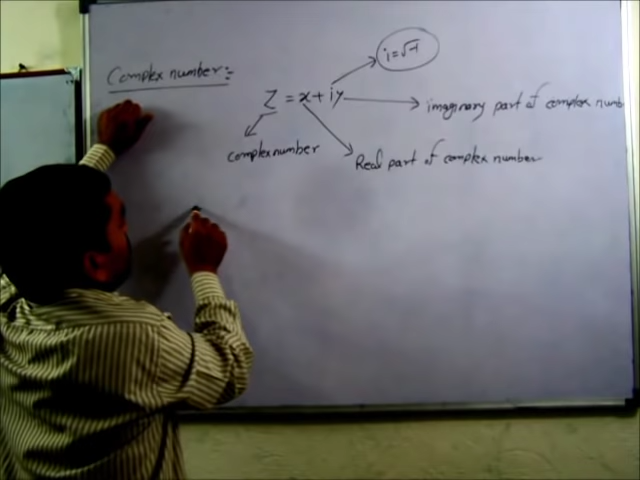 Complex number:=
i=√-1
Z = x+iy
imaginary part of complex numb
complex number
Real part of complex number